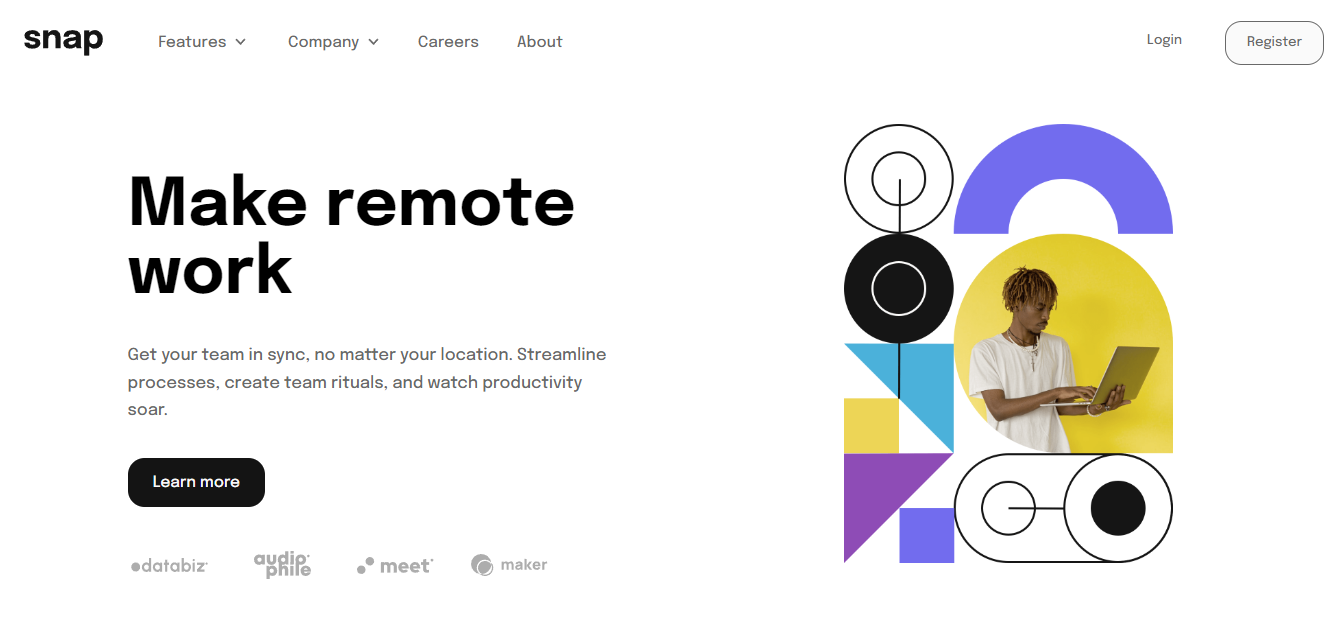 snap
Features
Company
Careers
About
Login
Register
Make remote
work
Get your team in sync, no matter your location. Streamline
processes, create team rituals, and watch productivity
soar.
Learn more
databiz
audiophile
meet
maker